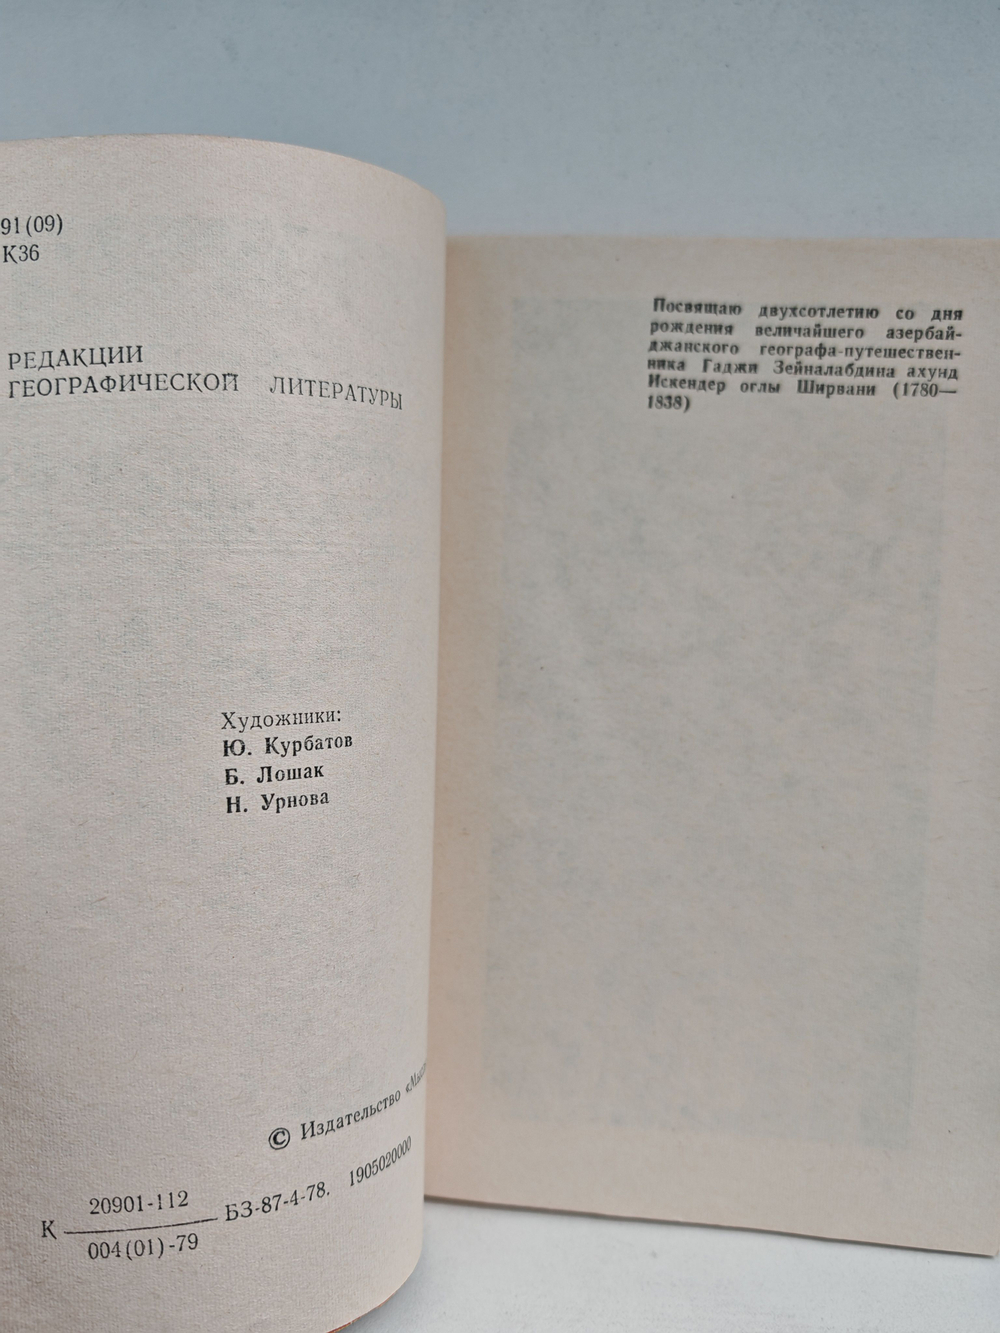 91(09)
К36
РЕДАКЦИИ
ГЕОГРАФИЧЕСКОЙ ЛИТЕРАТУРЫ
Художники:
Ю. Курбатов
Б. Лошак
Н. Урнова
© Издательство
20901-112
К
БЗ-87-4-78. 1905020000
004(01)-79
Посвящаю двухсотлетию со дня
рождения величайшего азербай-
джанского географа-путешествен-
ника Гаджи Зейналабдина ахунд
Искендер оглы Ширвани (1780—
1838)